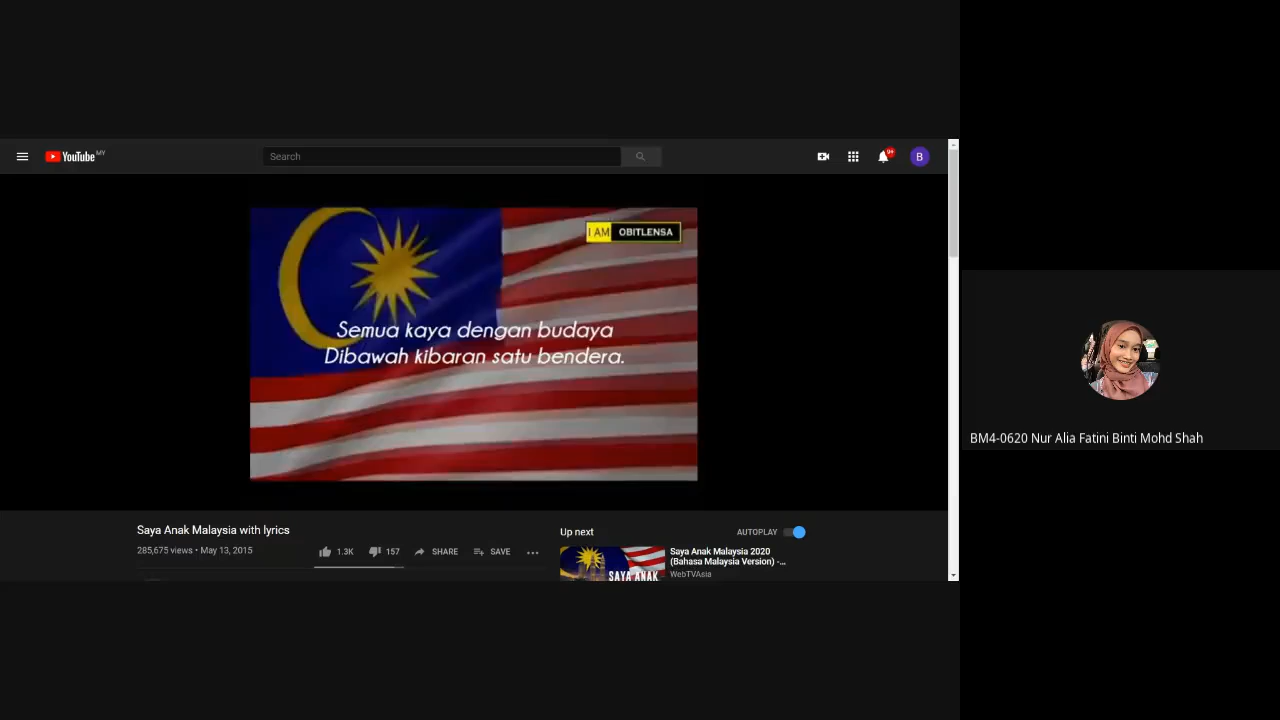 YouTube MY
Search
9+
B
I AM OBITLENSA
Semua kaya dengan budaya
Dibawah kibaran satu bendera.
Saya Anak Malaysia with lyrics
285,675 views • May 13, 2015
1.3K 157 SHARE SAVE
Up next
AUTOPLAY
SAYA ANAK
Saya Anak Malaysia 2020
(Bahasa Malaysia Version) -...
WebTVAsia
BM4-0620 Nur Alia Fatini Binti Mohd Shah